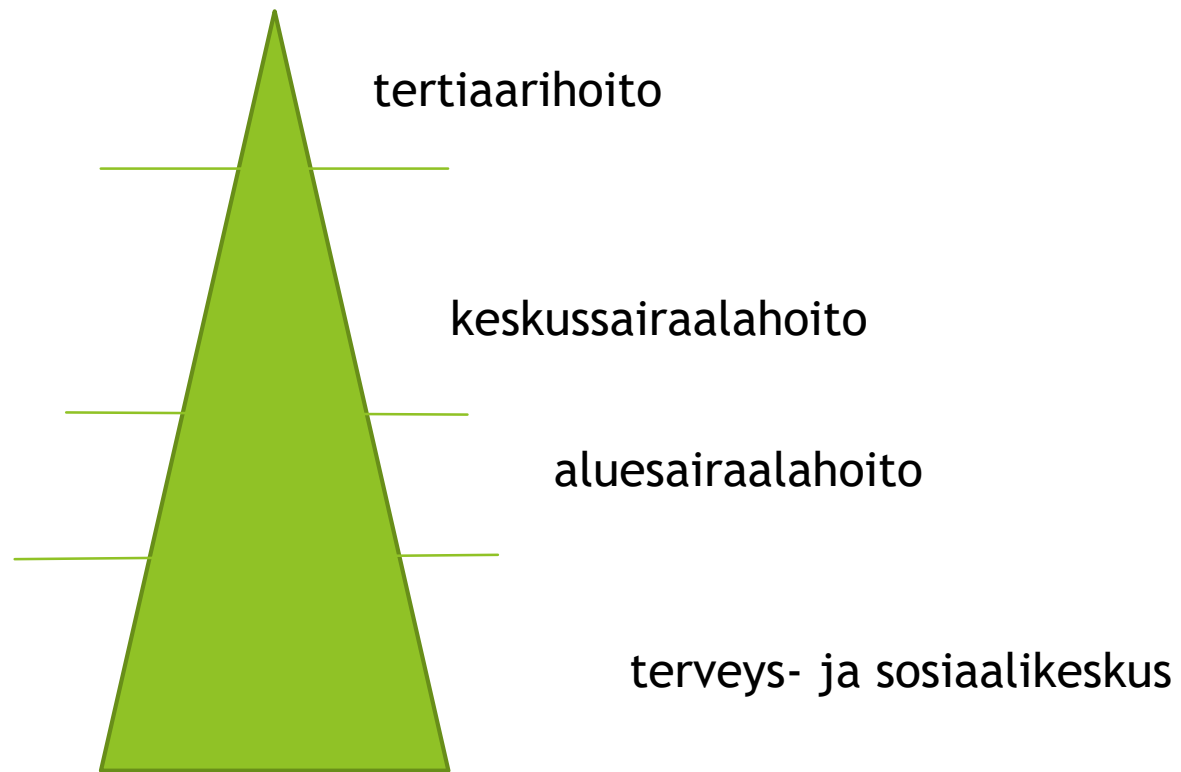 tertiaarihoito
keskussairaalahoito
aluesairaalahoito
terveys- ja sosiaalikeskus